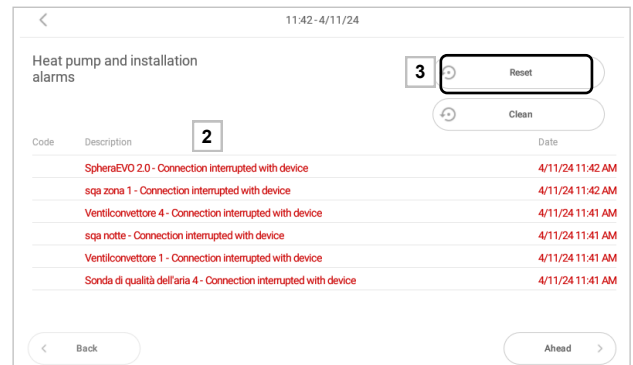 11:42 - 4/11/24
Heat pump and installation
alarms
3
Reset
Clean
Code Description 2 Date
SpheraEVO 2.0 - Connection interrupted with device 4/11/24 11:42 AM
sqa zona 1 - Connection interrupted with device 4/11/24 11:42 AM
Ventilconvettore 4 - Connection interrupted with device 4/11/24 11:41 AM
sqa notte - Connection interrupted with device 4/11/24 11:41 AM
Ventilconvettore 1 - Connection interrupted with device 4/11/24 11:41 AM
Sonda di qualità dell'aria 4 - Connection interrupted with device 4/11/24 11:41 AM
Back Ahead